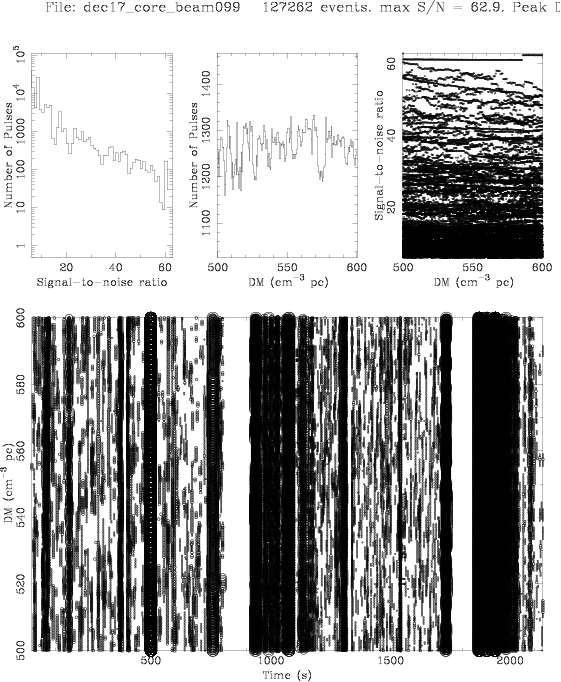 File: dec17_core_beam099 127262 events. max S/N = 62.9. Peak D
Number of Pulses
1 10 100 1000 10^4 10^5
20 40 60
Signal-to-noise ratio
Number of Pulses
1100 1200 1300 1400
500 550 600
DM (cm^-3 pc)
Signal-to-noise ratio
20 40 60
500 550 600
DM (cm^-3 pc)
DM (cm^-3 pc)
500 520 540 560 580 600
500 1000 1500 2000
Time (s)